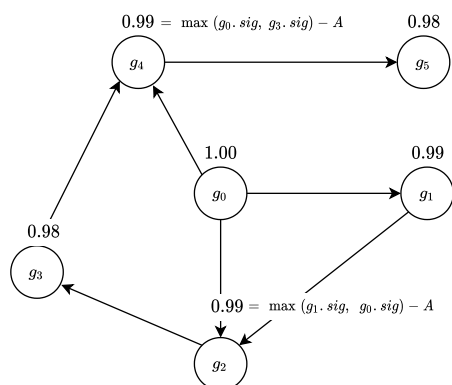 0.99 = max (g₀. sig, g₃. sig) − A
0.98
g₄
g₅
1.00
0.99
g₀
g₁
0.98
g₃
0.99 = max (g₁. sig, g₀. sig) − A
g₂